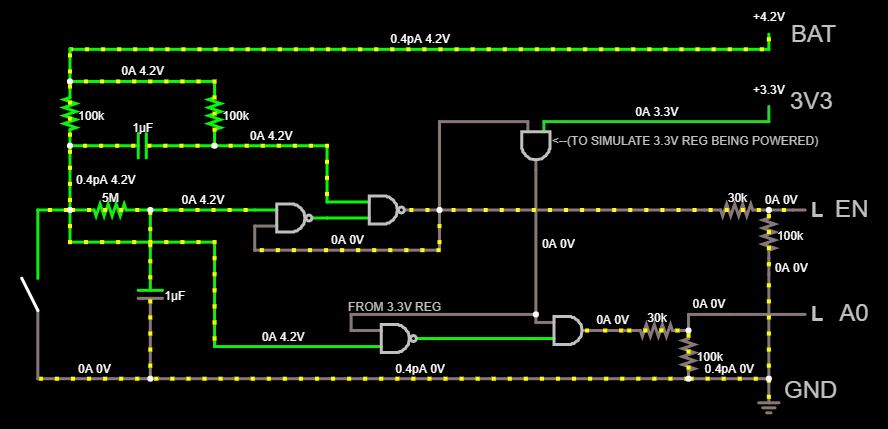 +4.2V
BAT
0.4pA 4.2V
0A 4.2V
+3.3V
3V3
100k
100k
0A 3.3V
1µF
0A 4.2V
<--(TO SIMULATE 3.3V REG BEING POWERED)
0.4pA 4.2V
5M
0A 4.2V
30k
0A 0V
L EN
100k
0A 0V
0A 0V
0A 0V
1µF
FROM 3.3V REG
0A 0V
0A 0V
30k
L A0
0A 4.2V
100k
0A 0V
0.4pA 0V
0.4pA 0V
GND